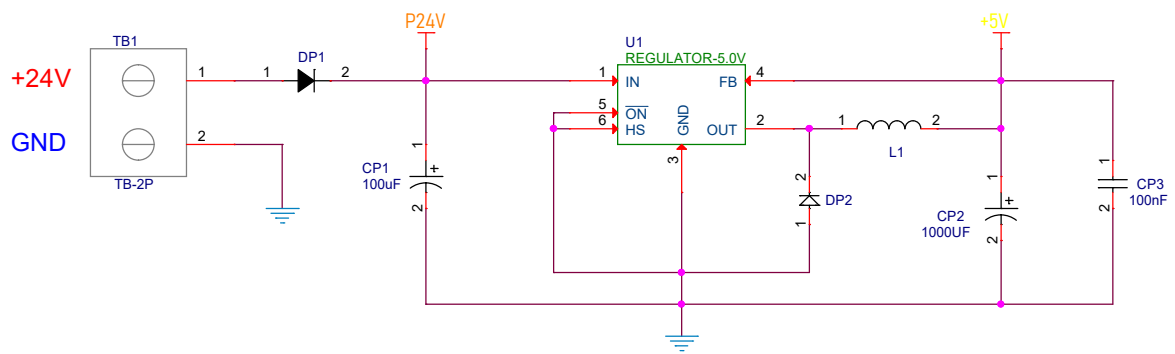 P24V
+5V
TB1
U1
DP1
REGULATOR-5.0V
+24V
1
1
2
1
IN
FB
4
5
ON
6
HS
GND
OUT
2
1
2
L1
GND
2
3
1
CP1
100uF
2
2
DP2
1
1
CP2
1000UF
2
1
CP3
100nF
2
TB-2P